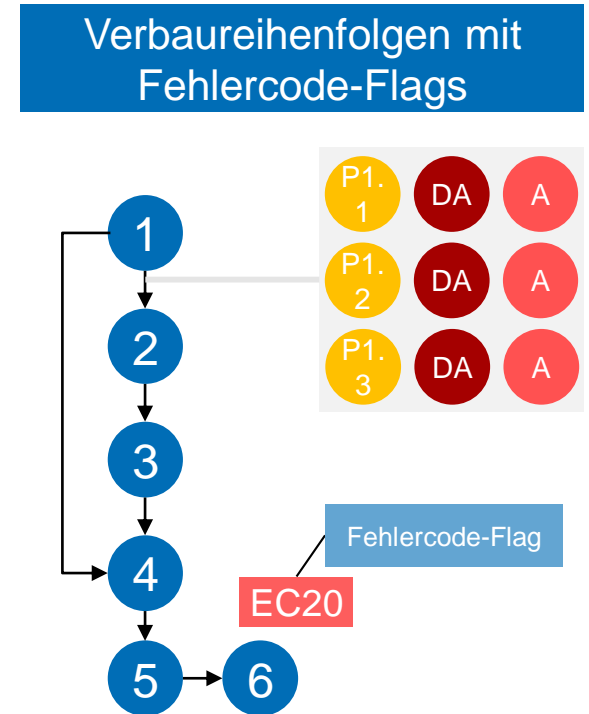 Verbaureihenfolgen mit
Fehlercode-Flags
P1.
1
DA
A
1
P1.
2
DA
A
2
P1.
3
DA
A
3
Fehlercode-Flag
4
EC20
5
6